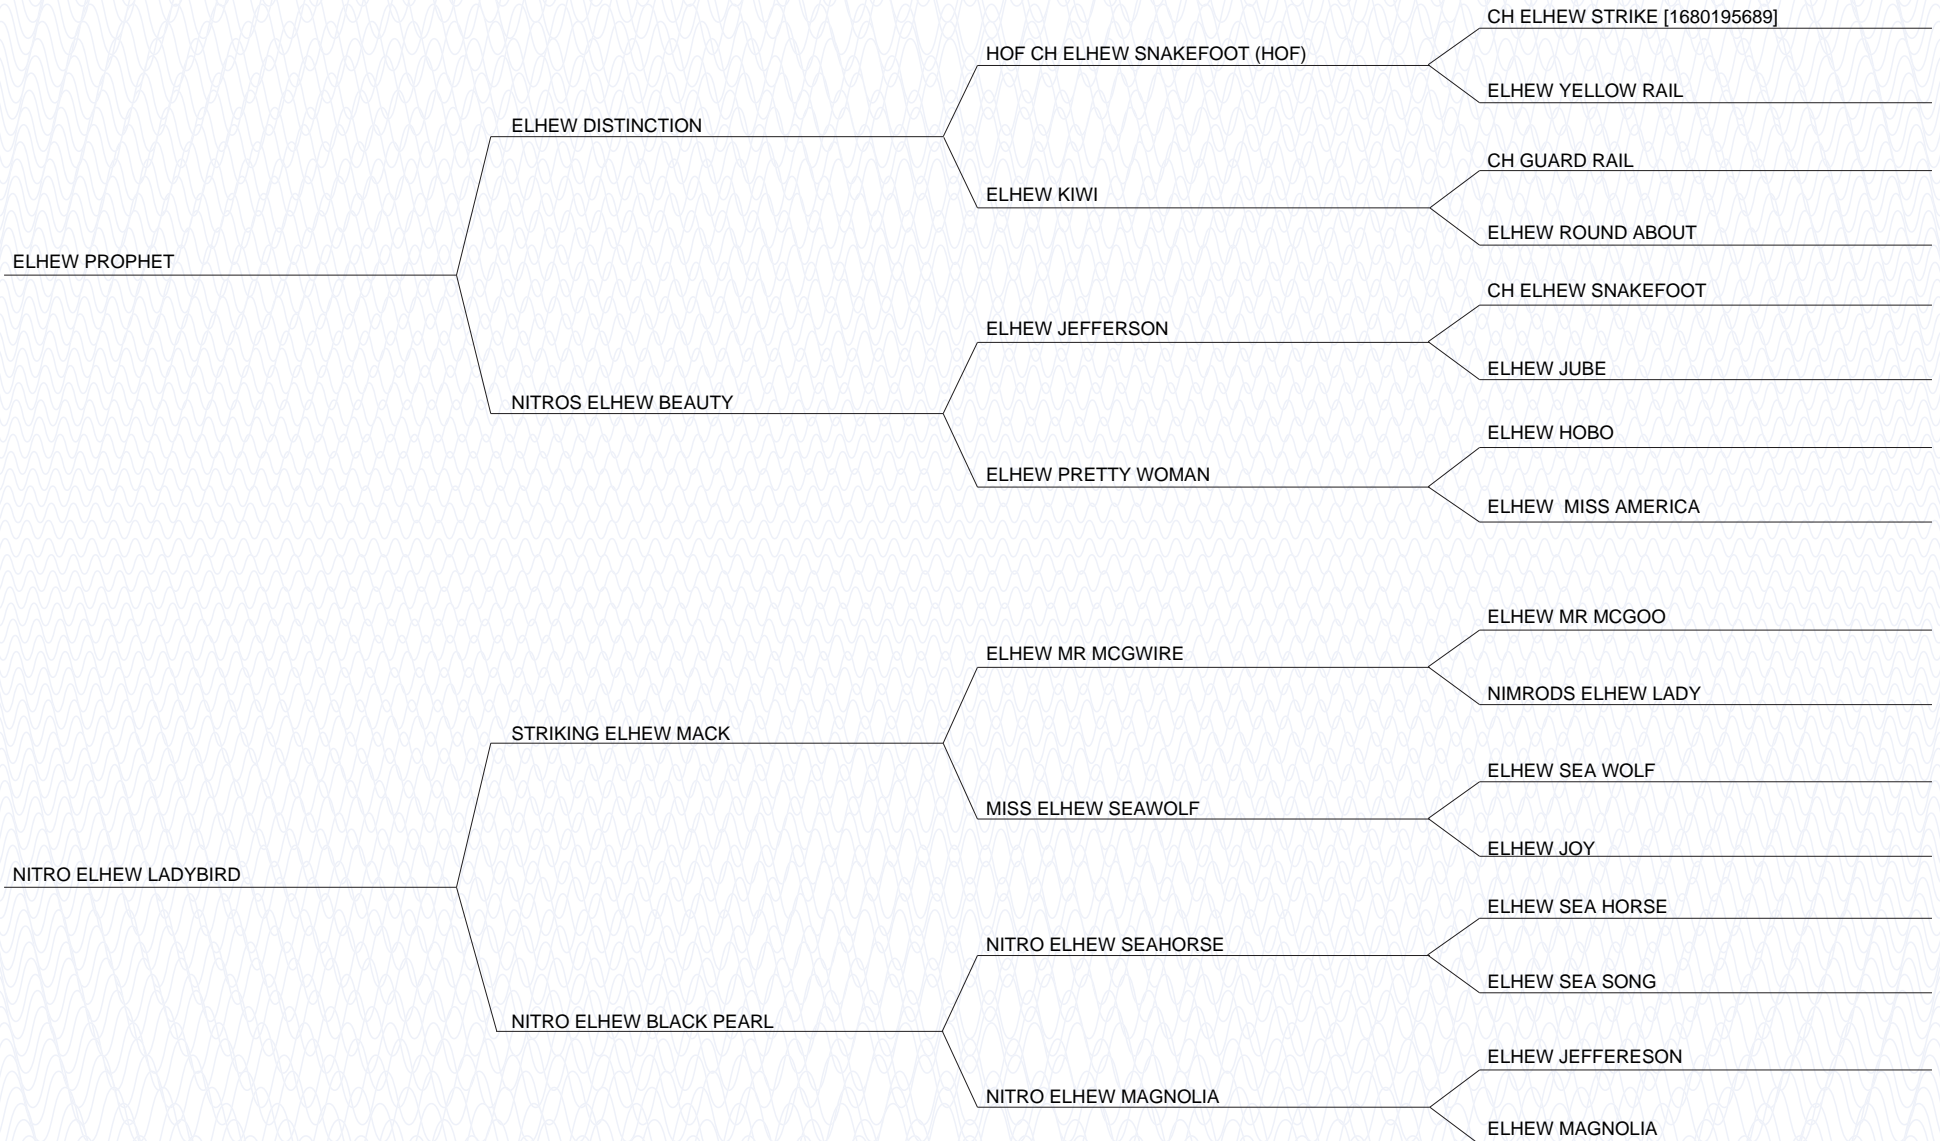 CH ELHEW STRIKE [1680195689]
HOF CH ELHEW SNAKEFOOT (HOF)
ELHEW YELLOW RAIL
ELHEW DISTINCTION
CH GUARD RAIL
ELHEW KIWI
ELHEW ROUND ABOUT
ELHEW PROPHET
CH ELHEW SNAKEFOOT
ELHEW JEFFERSON
ELHEW JUBE
NITROS ELHEW BEAUTY
ELHEW HOBO
ELHEW PRETTY WOMAN
ELHEW  MISS AMERICA
ELHEW MR MCGOO
ELHEW MR MCGWIRE
NIMRODS ELHEW LADY
STRIKING ELHEW MACK
ELHEW SEA WOLF
MISS ELHEW SEAWOLF
ELHEW JOY
NITRO ELHEW LADYBIRD
ELHEW SEA HORSE
NITRO ELHEW SEAHORSE
ELHEW SEA SONG
NITRO ELHEW BLACK PEARL
ELHEW JEFFERESON
NITRO ELHEW MAGNOLIA
ELHEW MAGNOLIA